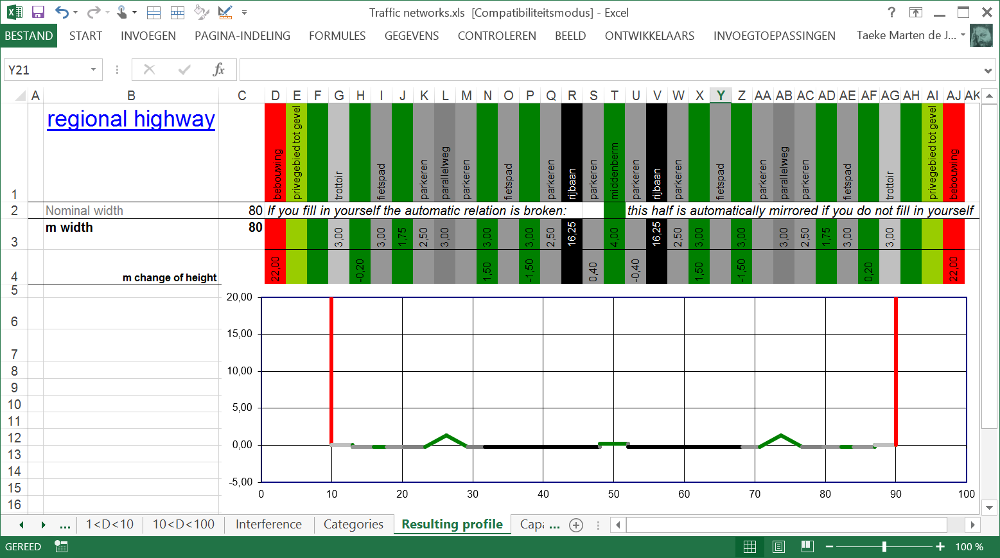 Traffic networks.xls [Compatibiliteitsmodus] - Excel
?
BESTAND START INVOEGEN PAGINA-INDELING FORMULES GEGEVENS CONTROLEREN BEELD ONTWIKKELAARS INVOEGTOEPASSINGEN Taeke Marten de J...
Y21 fx
A B C D E F G H I J K L M N O P Q R S T U V W X Y Z AA AB AC AD AE AF AG AH AI AJ AK
1 regional highway bebouwing privegebied tot gevel trottoir fietspad parkeren parallelweg parkeren fietspad parkeren rijbaan parkeren middenberm parkeren rijbaan parkeren fietspad parkeren parallelweg parkeren fietspad trottoir privegebied tot gevel bebouwing
2 Nominal width 80 If you fill in yourself the automatic relation is broken: this half is automatically mirrored if you do not fill in yourself
3 m width 80 3,00 3,00 1,75 2,50 3,00 3,00 3,00 2,50 16,25 4,00 16,25 2,50 3,00 3,00 3,00 2,50 1,75 3,00 3,00
4 m change of height 22,00 -0,20 1,50 -1,50 0,40 -0,40 1,50 -1,50 0,20 22,00
5
6
7
8
9
10
11
12
13
14
15
16
20,00
15,00
10,00
5,00
0,00
-5,00
0 10 20 30 40 50 60 70 80 90 100
... 1<D<10 10<D<100 Interference Categories Resulting profile Capa ...
GEREED 100 %